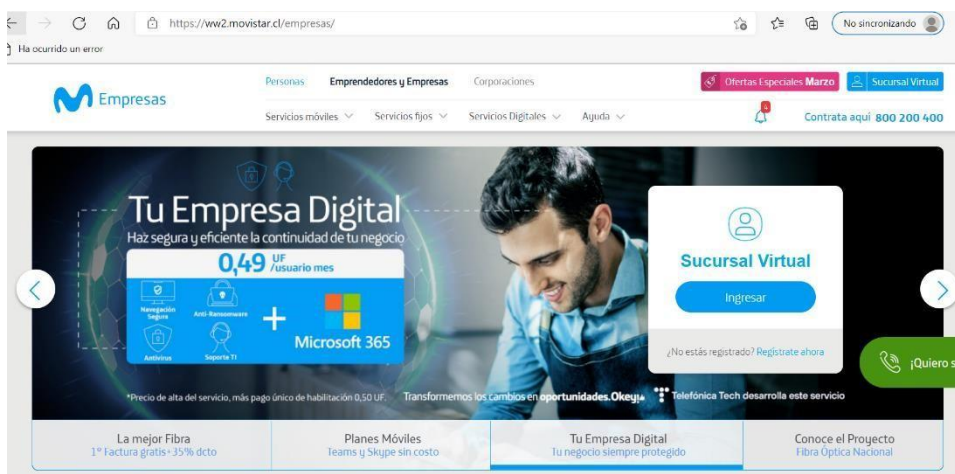 https://ww2.movistar.cl/empresas/
No sincronizando
Ha ocurrido un error
Personas Emprendedores y Empresas Corporaciones
Ofertas Especiales Marzo
Sucursal Virtual
Empresas
Servicios móviles Servicios fijos Servicios Digitales Ayuda
4
Contrata aquí 800 200 400
Tu Empresa Digital
Haz segura y eficiente la continuidad de tu negocio
0,49 UF /usuario mes
Navegación Segura
Anti-Ransomware
Antivirus
Soporte TI
+
Microsoft 365
Sucursal Virtual
Ingresar
¿No estás registrado? Regístrate ahora
¡Quiero s
*Precio de alta del servicio, más pago único de habilitación 0,50 UF.
Transformemos los cambios en oportunidades. Okey
Telefónica Tech desarrolla este servicio
La mejor Fibra
1º Factura gratis+35% dcto
Planes Móviles
Teams y Skype sin costo
Tu Empresa Digital
Tu negocio siempre protegido
Conoce el Proyecto
Fibra Óptica Nacional